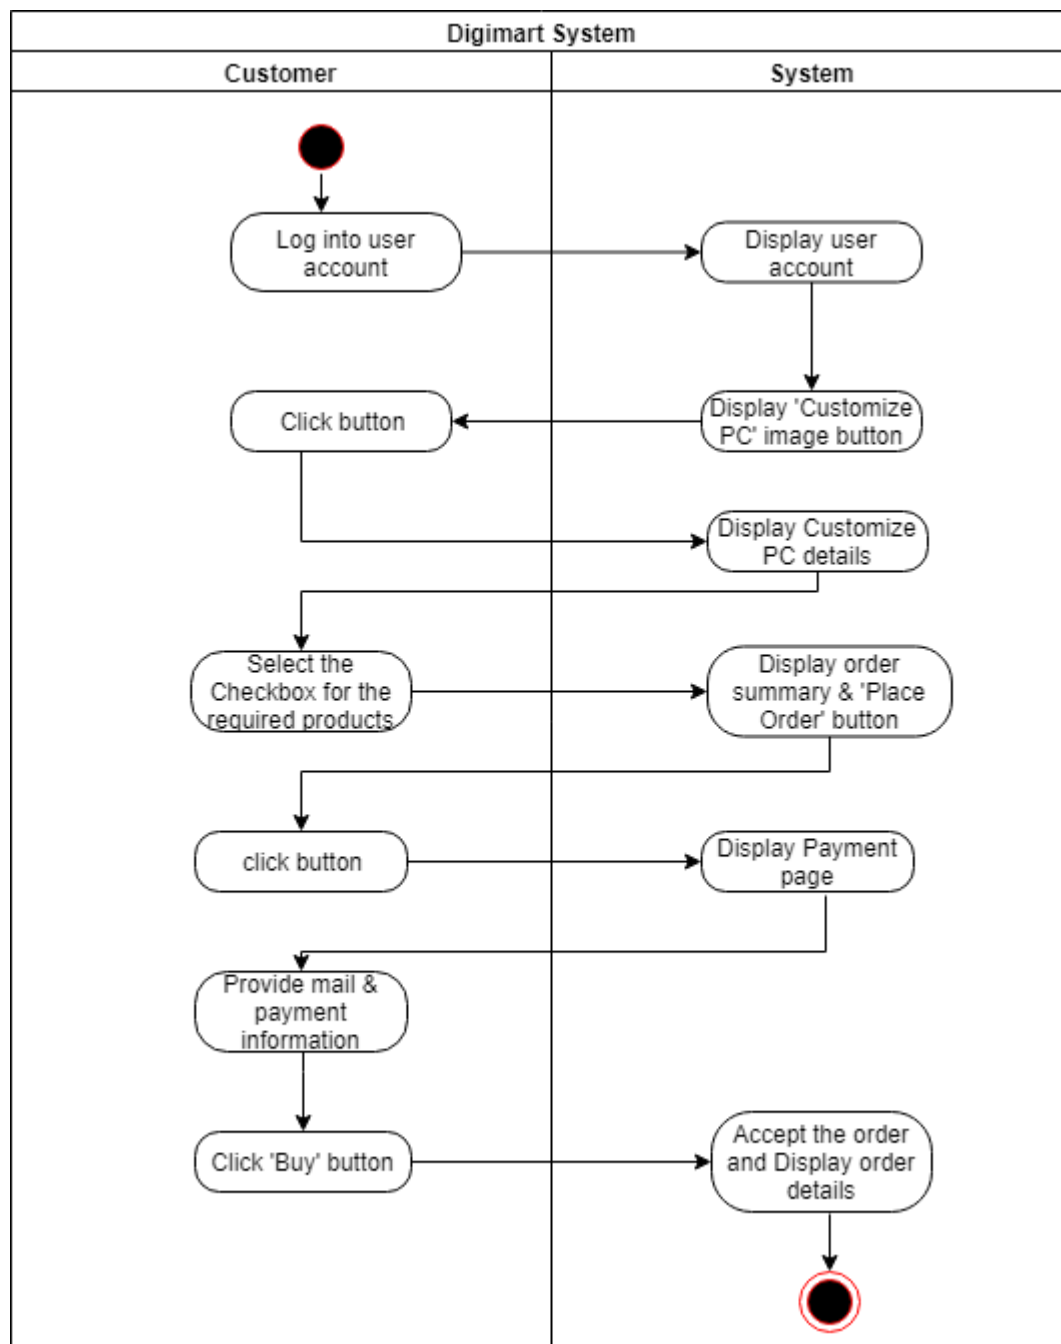 Digimart System
Customer
System
Log into user
account
Display user
account
Click button
Display 'Customize
PC' image button
Display Customize
PC details
Select the
Checkbox for the
required products
Display order
summary & 'Place
Order' button
click button
Display Payment
page
Provide mail &
payment
information
Click 'Buy' button
Accept the order
and Display order
details